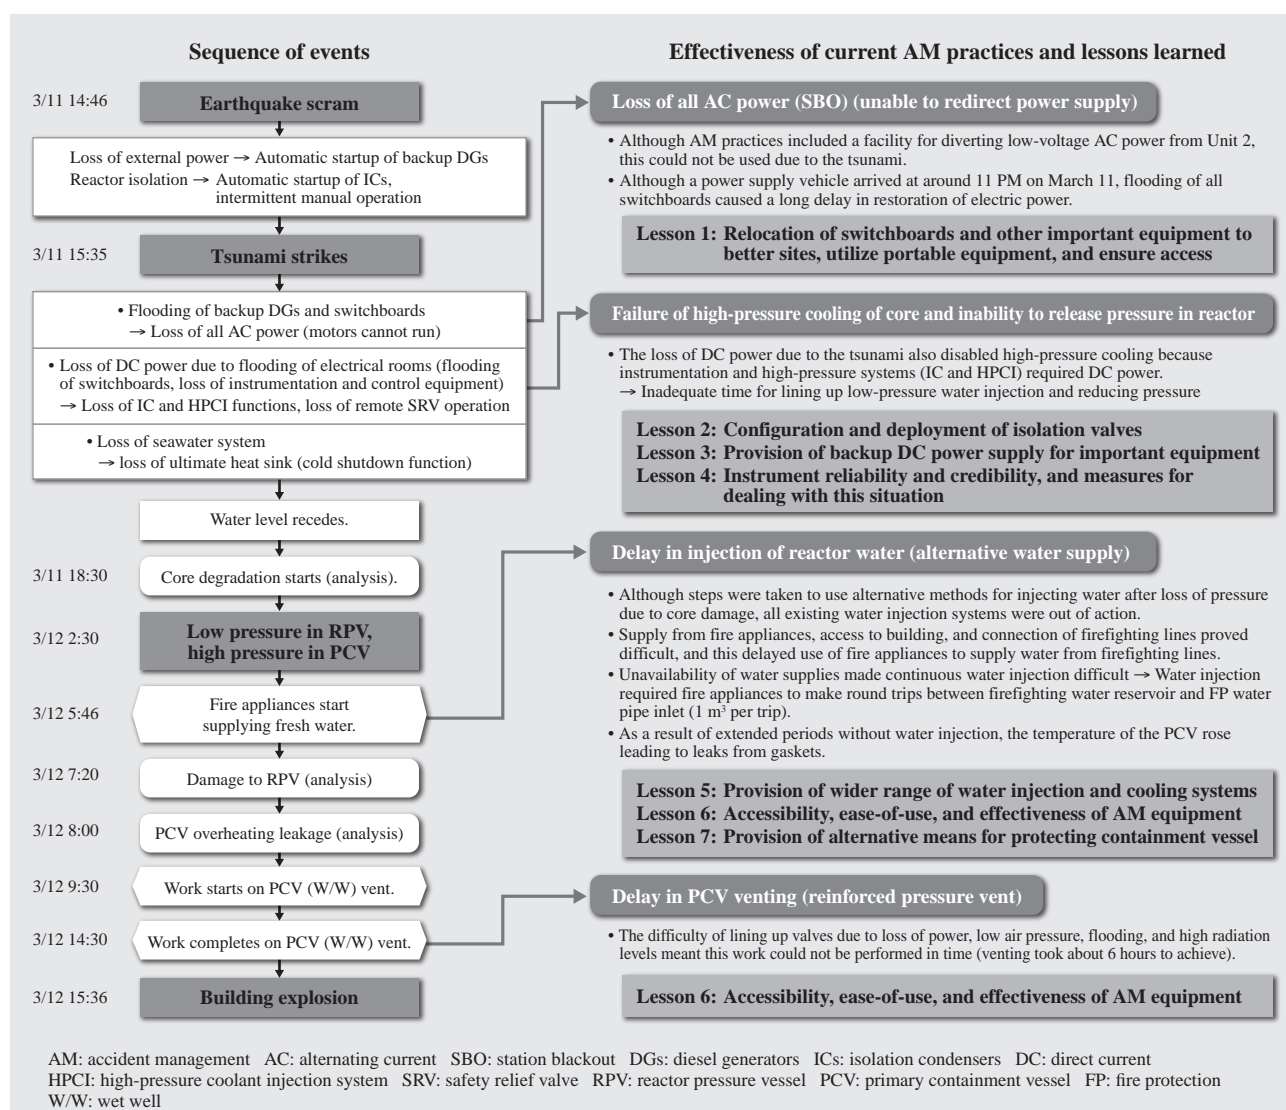 Sequence of events
3/11 14:46
Earthquake scram
Loss of external power → Automatic startup of backup DGs
Reactor isolation → Automatic startup of ICs,
intermittent manual operation
3/11 15:35
Tsunami strikes
• Flooding of backup DGs and switchboards
→ Loss of all AC power (motors cannot run)
• Loss of DC power due to flooding of electrical rooms (flooding
of switchboards, loss of instrumentation and control equipment)
→ Loss of IC and HPCI functions, loss of remote SRV operation
• Loss of seawater system
→ loss of ultimate heat sink (cold shutdown function)
Water level recedes.
3/11 18:30
Core degradation starts (analysis).
3/12 2:30
Low pressure in RPV,
high pressure in PCV
3/12 5:46
Fire appliances start
supplying fresh water.
3/12 7:20
Damage to RPV (analysis)
3/12 8:00
PCV overheating leakage (analysis)
3/12 9:30
Work starts on PCV (W/W) vent.
3/12 14:30
Work completes on PCV (W/W) vent.
3/12 15:36
Building explosion
Effectiveness of current AM practices and lessons learned
Loss of all AC power (SBO) (unable to redirect power supply)
• Although AM practices included a facility for diverting low-voltage AC power from Unit 2,
this could not be used due to the tsunami.
• Although a power supply vehicle arrived at around 11 PM on March 11, flooding of all
switchboards caused a long delay in restoration of electric power.
Lesson 1: Relocation of switchboards and other important equipment to
better sites, utilize portable equipment, and ensure access
Failure of high-pressure cooling of core and inability to release pressure in reactor
• The loss of DC power due to the tsunami also disabled high-pressure cooling because
instrumentation and high-pressure systems (IC and HPCI) required DC power.
→ Inadequate time for lining up low-pressure water injection and reducing pressure
Lesson 2: Configuration and deployment of isolation valves
Lesson 3: Provision of backup DC power supply for important equipment
Lesson 4: Instrument reliability and credibility, and measures for
dealing with this situation
Delay in injection of reactor water (alternative water supply)
• Although steps were taken to use alternative methods for injecting water after loss of pressure
due to core damage, all existing water injection systems were out of action.
• Supply from fire appliances, access to building, and connection of firefighting lines proved
difficult, and this delayed use of fire appliances to supply water from firefighting lines.
• Unavailability of water supplies made continuous water injection difficult → Water injection
required fire appliances to make round trips between firefighting water reservoir and FP water
pipe inlet (1 m³ per trip).
• As a result of extended periods without water injection, the temperature of the PCV rose
leading to leaks from gaskets.
Lesson 5: Provision of wider range of water injection and cooling systems
Lesson 6: Accessibility, ease-of-use, and effectiveness of AM equipment
Lesson 7: Provision of alternative means for protecting containment vessel
Delay in PCV venting (reinforced pressure vent)
• The difficulty of lining up valves due to loss of power, low air pressure, flooding, and high radiation
levels meant this work could not be performed in time (venting took about 6 hours to achieve).
Lesson 6: Accessibility, ease-of-use, and effectiveness of AM equipment
AM: accident management AC: alternating current SBO: station blackout DGs: diesel generators ICs: isolation condensers DC: direct current
HPCI: high-pressure coolant injection system SRV: safety relief valve RPV: reactor pressure vessel PCV: primary containment vessel FP: fire protection
W/W: wet well